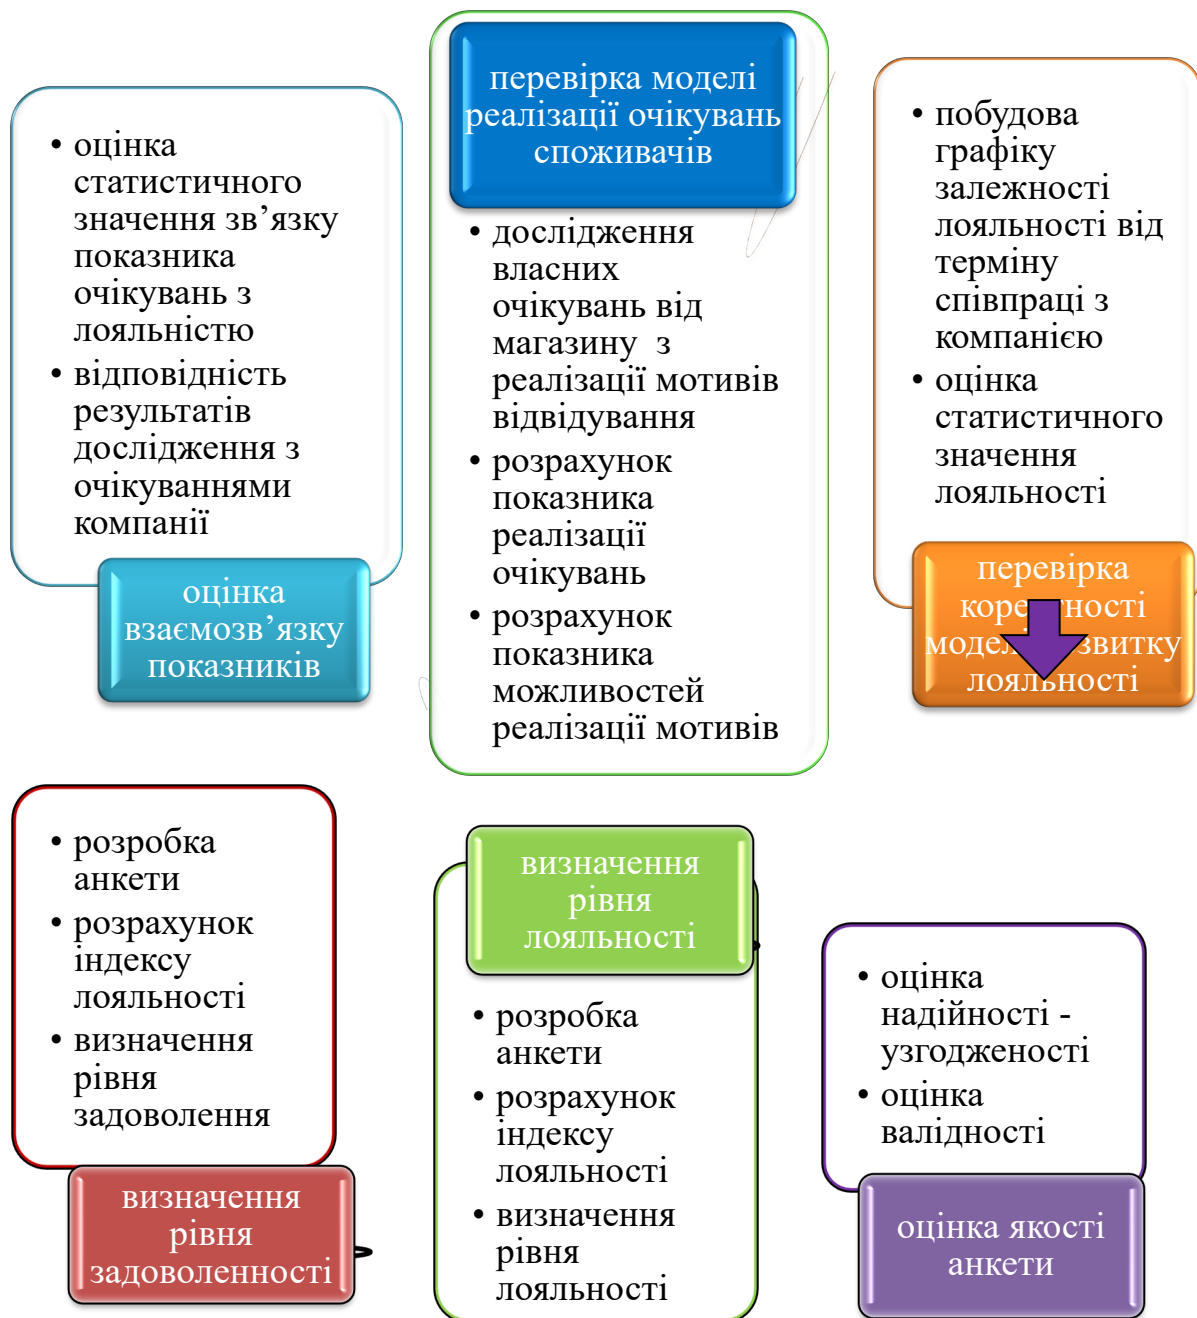 • оцінка
статистичного
значення зв’язку
показника
очікувань з
лояльністю
• відповідність
результатів
дослідження з
очікуваннями
компанії
оцінка
взаємозв’язку
показників
перевірка моделі
реалізації очікувань
споживачів
• дослідження
власних
очікувань від
магазину з
реалізації мотивів
відвідування
• розрахунок
показника
реалізації
очікувань
• розрахунок
показника
можливостей
реалізації мотивів
• побудова
графіку
залежності
лояльності від
терміну
співпраці з
компанією
• оцінка
статистичного
значення
лояльності
перевірка
лояльності
• розробка
анкети
• розрахунок
індексу
лояльності
• визначення
рівня
задоволення
визначення
рівня
задоволенності
визначення
рівня
лояльності
• розробка
анкети
• розрахунок
індексу
лояльності
• визначення
рівня
лояльності
• оцінка
надійності -
узгодженості
• оцінка
валідності
оцінка якості
анкети